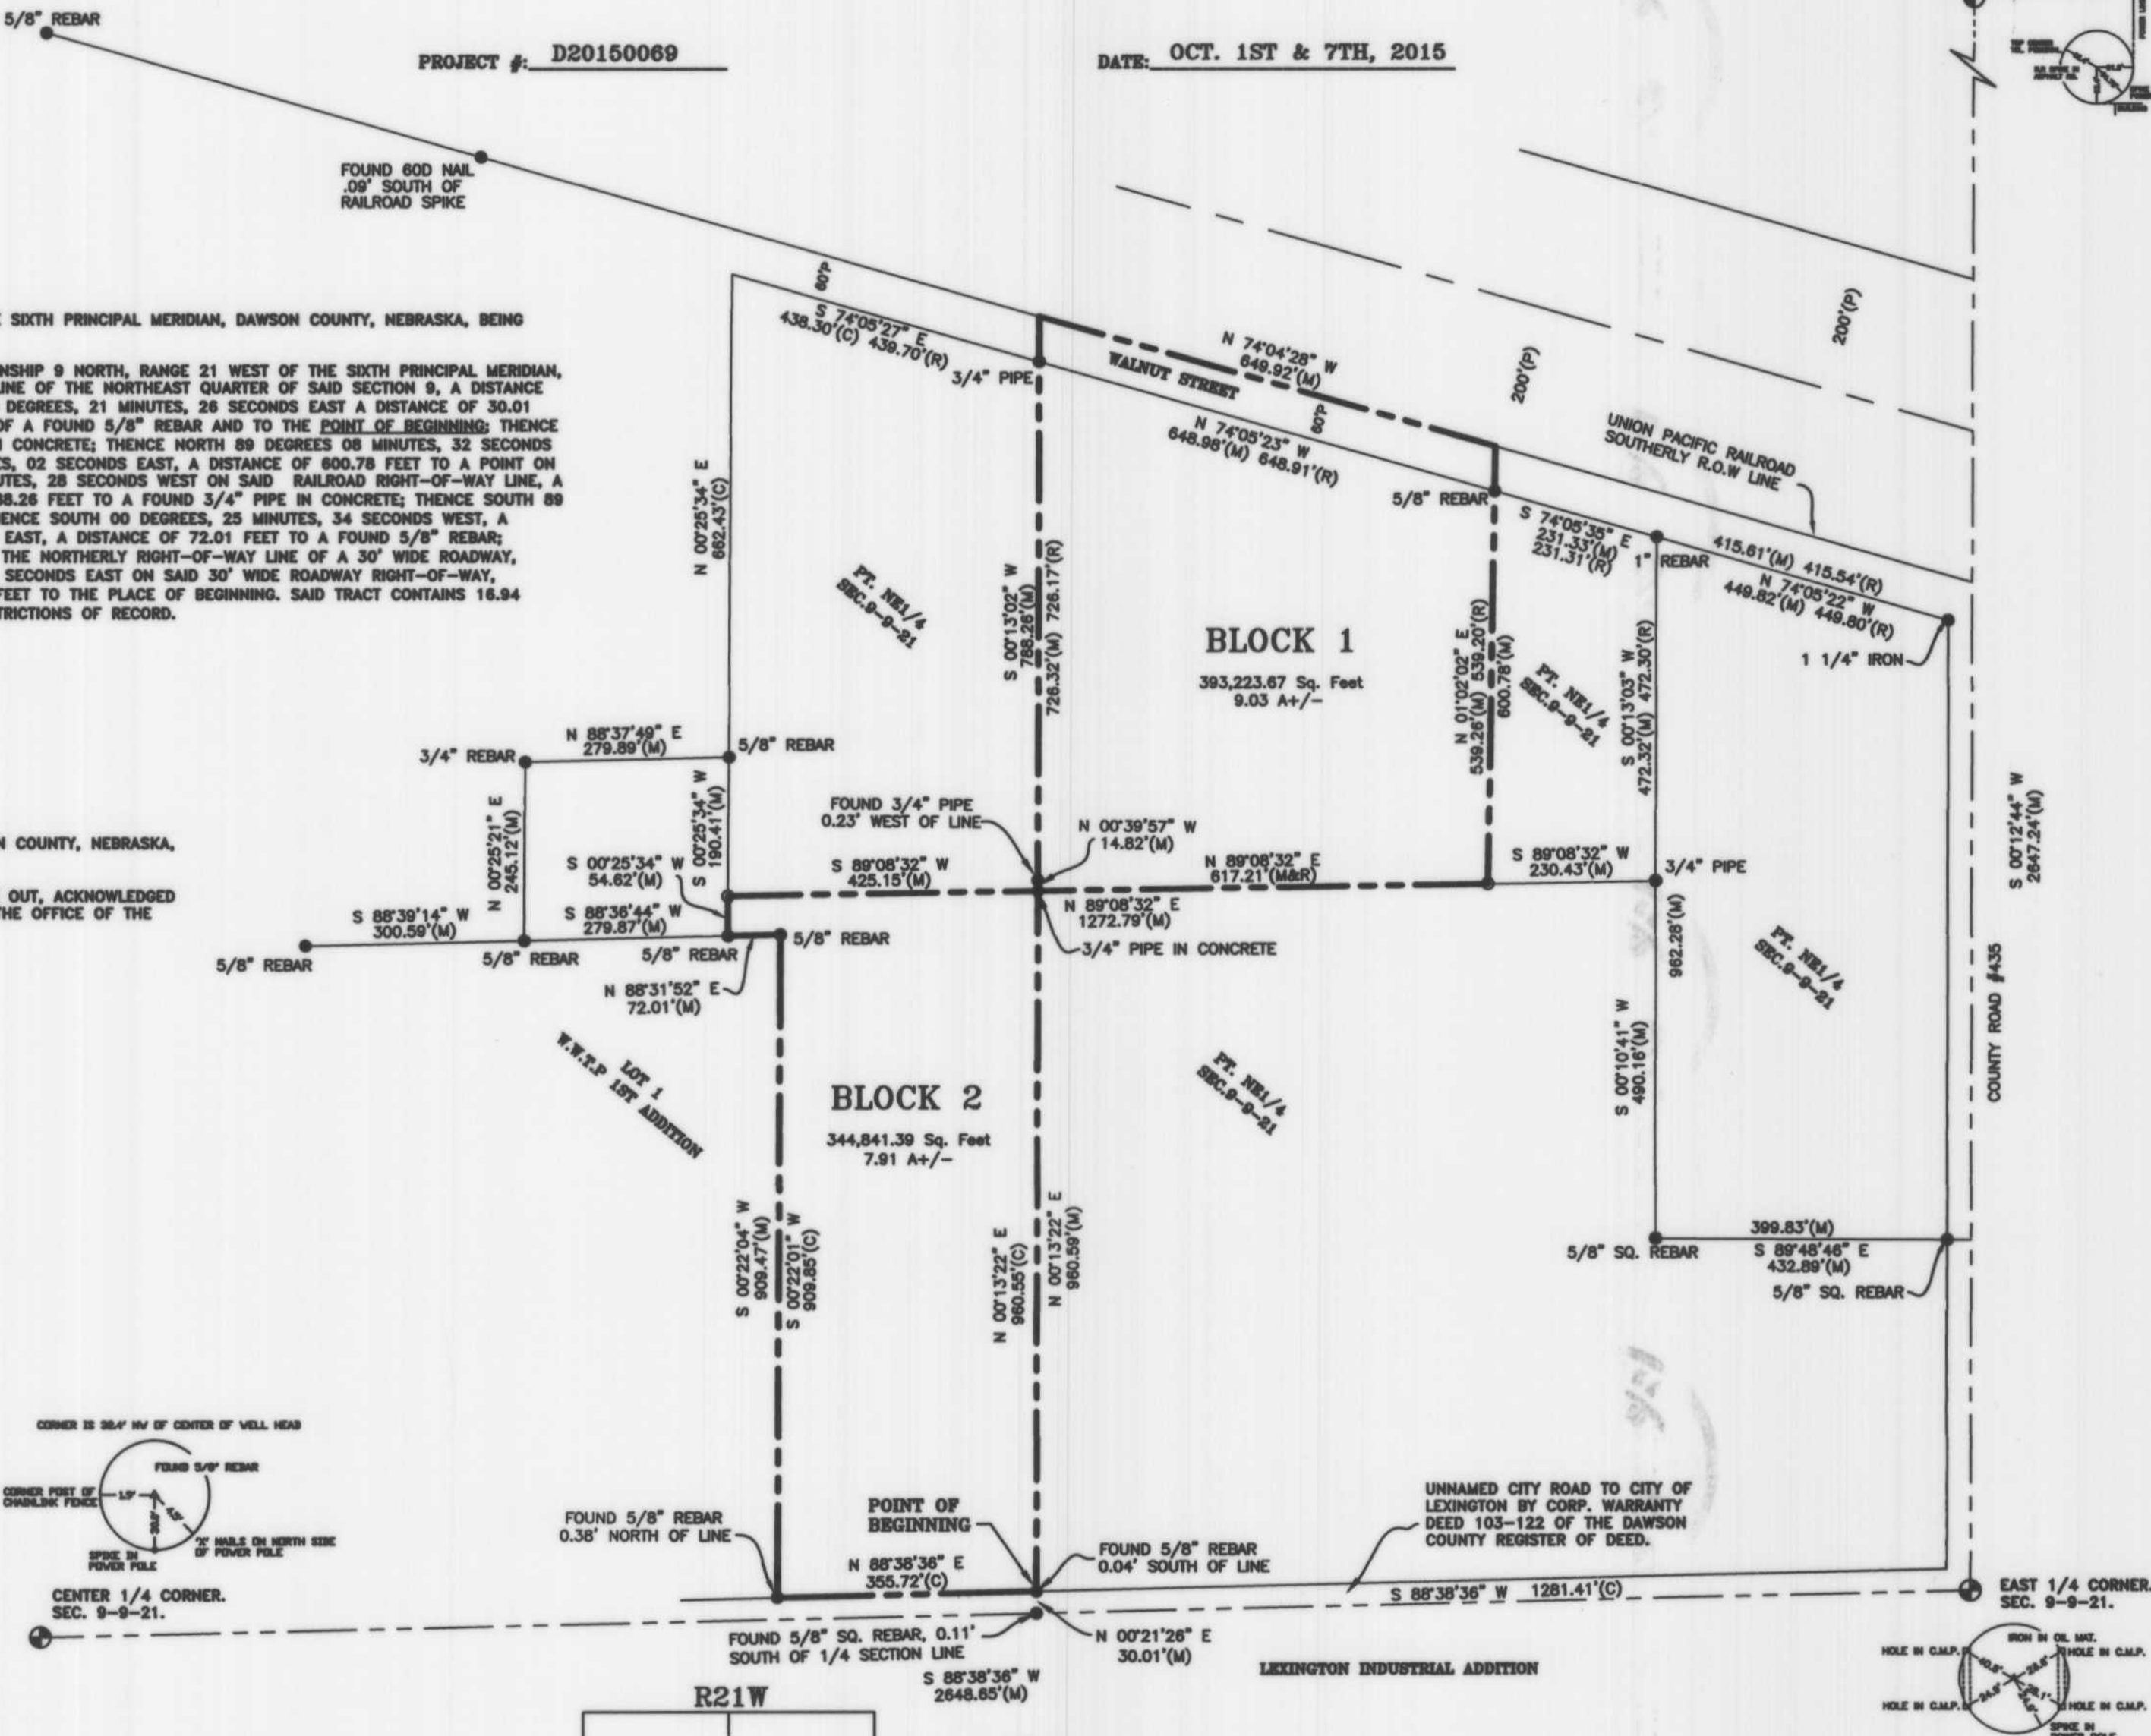 5/8" REBAR
PROJECT #: D20150069
DATE: OCT. 1ST & 7TH, 2015
TOP CENTER
TEL. PEDESTAL
R.R SPIKE IN
ASPHALT RD.
BUILDING
FOUND 60D NAIL
.09' SOUTH OF
RAILROAD SPIKE
SIXTH PRINCIPAL MERIDIAN, DAWSON COUNTY, NEBRASKA, BEING
NSHIP 9 NORTH, RANGE 21 WEST OF THE SIXTH PRINCIPAL MERIDIAN,
INE OF THE NORTHEAST QUARTER OF SAID SECTION 9, A DISTANCE
DEGREES, 21 MINUTES, 26 SECONDS EAST A DISTANCE OF 30.01
OF A FOUND 5/8" REBAR AND TO THE POINT OF BEGINNING; THENCE
CONCRETE; THENCE NORTH 89 DEGREES 08 MINUTES, 32 SECONDS
ES, 02 SECONDS EAST, A DISTANCE OF 600.78 FEET TO A POINT ON
UTES, 28 SECONDS WEST ON SAID RAILROAD RIGHT-OF-WAY LINE, A
88.26 FEET TO A FOUND 3/4" PIPE IN CONCRETE; THENCE SOUTH 89
ENCE SOUTH 00 DEGREES, 25 MINUTES, 34 SECONDS WEST, A
EAST, A DISTANCE OF 72.01 FEET TO A FOUND 5/8" REBAR;
THE NORTHERLY RIGHT-OF-WAY LINE OF A 30' WIDE ROADWAY,
SECONDS EAST ON SAID 30' WIDE ROADWAY RIGHT-OF-WAY,
FEET TO THE PLACE OF BEGINNING. SAID TRACT CONTAINS 16.94
TRICTIONS OF RECORD.
60'P
S 74°05'27" E
438.30'(C) 439.70'(R)
3/4" PIPE
WALNUT STREET
N 74°04'28" W
649.92'(M)
60'P
N 74°05'23" W
648.98'(M) 648.91'(R)
200'(P)
200'(P)
UNION PACIFIC RAILROAD
SOUTHERLY R.O.W LINE
5/8" REBAR
S 74°05'35" E
231.33'(M)
231.31'(R)
1" REBAR
415.61'(M) 415.54'(R)
N 74°05'22" W
449.82'(M) 449.80'(R)
1 1/4" IRON
N 00°25'34" E
662.43'(C)
PT. NE1/4
SEC.9-9-21
S 00°13'02" W
788.26'(M)
726.32'(M) 726.17'(R)
BLOCK 1
393,223.67 Sq. Feet
9.03 A+/-
N 01°02'02" E
539.26'(M) 539.20'(R)
600.78'(M)
PT. NE1/4
SEC.9-9-21
S 00°13'03" W
472.32'(M) 472.30'(R)
3/4" REBAR
N 88°37'49" E
279.89'(M)
5/8" REBAR
N 00°25'21" E
245.12'(M)
S 00°25'34" W
190.41'(M)
FOUND 3/4" PIPE
0.23' WEST OF LINE
N 00°39'57" W
14.82'(M)
S 00°12'44" W
2647.24'(M)
N COUNTY, NEBRASKA,
OUT, ACKNOWLEDGED
THE OFFICE OF THE
S 00°25'34" W
54.62'(M)
S 89°08'32" W
425.15'(M)
N 89°08'32" E
617.21'(M&R)
S 89°08'32" W
230.43'(M)
3/4" PIPE
S 88°39'14" W
300.59'(M)
S 88°36'44" W
279.87'(M)
N 89°08'32" E
1272.79'(M)
5/8" REBAR
5/8" REBAR
5/8" REBAR
5/8" REBAR
3/4" PIPE IN CONCRETE
962.28'(M)
PT. NE1/4
SEC.9-9-21
COUNTY ROAD #435
N 88°31'52" E
72.01'(M)
LOT 1
W.W.T.P 1ST ADDITION
BLOCK 2
344,841.39 Sq. Feet
7.91 A+/-
PT. NE1/4
SEC.9-9-21
S 00°10'41" W
490.16'(M)
S 00°22'04" W
909.47'(M)
S 00°22'01" W
909.85'(C)
N 00°13'22" E
960.55'(C)
N 00°13'22" E
960.59'(M)
399.83'(M)
5/8" SQ. REBAR
S 89°48'46" E
432.89'(M)
5/8" SQ. REBAR
CORNER IS 38.4' NW OF CENTER OF WELL HEAD
FOUND 5/8" REBAR
CORNER POST OF
CHAINLINK FENCE
1.9'
4.5'
"X" NAILS ON NORTH SIDE
OF POWER POLE
SPIKE IN
POWER POLE
CENTER 1/4 CORNER.
SEC. 9-9-21.
FOUND 5/8" REBAR
0.38' NORTH OF LINE
POINT OF
BEGINNING
N 88°38'36" E
355.72'(C)
FOUND 5/8" REBAR
0.04' SOUTH OF LINE
UNNAMED CITY ROAD TO CITY OF
LEXINGTON BY CORP. WARRANTY
DEED 103-122 OF THE DAWSON
COUNTY REGISTER OF DEED.
S 88°38'36" W 1281.41'(C)
EAST 1/4 CORNER.
SEC. 9-9-21.
FOUND 5/8" SQ. REBAR, 0.11'
SOUTH OF 1/4 SECTION LINE
N 00°21'26" E
30.01'(M)
S 88°38'36" W
2648.65'(M)
LEXINGTON INDUSTRIAL ADDITION
IRON IN OIL MAT.
HOLE IN C.M.P.
HOLE IN C.M.P.
HOLE IN C.M.P.
HOLE IN C.M.P.
SPIKE IN
POWER POLE
R21W